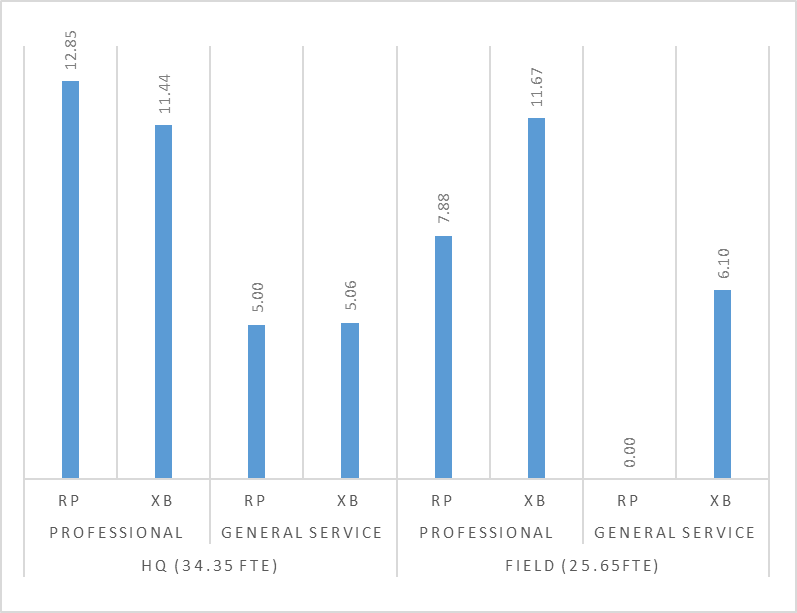 12.85
11.44
5.00
5.06
7.88
11.67
0.00
6.10
RP XB RP XB RP XB RP XB
PROFESSIONAL GENERAL SERVICE PROFESSIONAL GENERAL SERVICE
HQ (34.35 FTE) FIELD (25.65FTE)